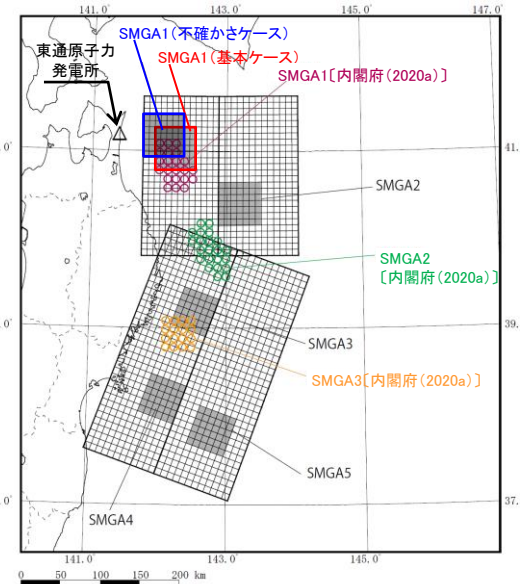 141.0°
143.0°
145.0°
147.0°
SMGA1(不確かさケース)
東通原子力
発電所
SMGA1(基本ケース)
SMGA1〔内閣府(2020a)〕
1.0°
SMGA2
SMGA2
〔内閣府(2020a)〕
9.0°
SMGA3
SMGA3〔内閣府(2020a)〕
SMGA5
37.
.0°
SMGA4
141.0°
143.0°
145.0°
0 50 100 150 200 km